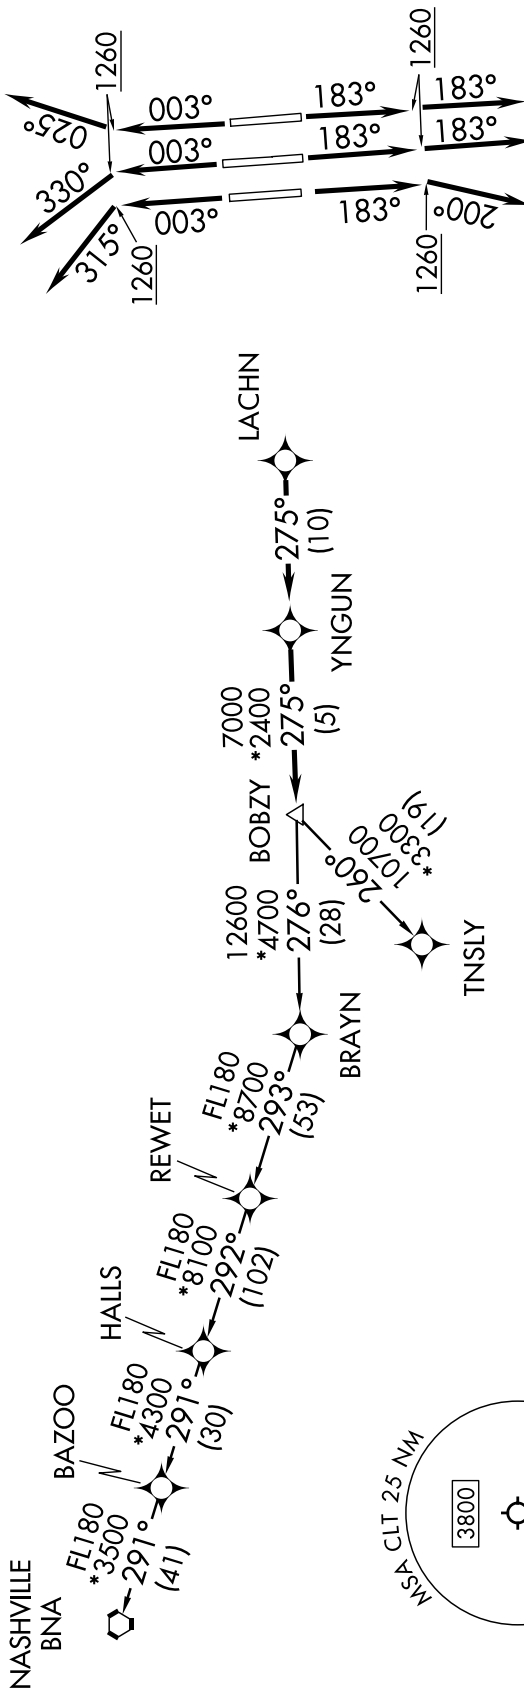 1260
025°
003°
183°
1260
183°
330°
003°
183°
183°
315°
003°
183°
200°
1260
1260
LACHN
275°
(10)
YNGUN
7000
*2400
275°
(5)
BOBZY
260°
10700
*3300
(19)
TNSLY
12600
*4700
276°
(28)
BRAYN
FL180
*8700
293°
(53)
REWET
FL180
*8100
292°
(102)
HALLS
FL180
*4300
291°
(30)
BAZOO
FL180
*3500
291°
(41)
NASHVILLE
BNA
MSA CLT 25 NM
3800